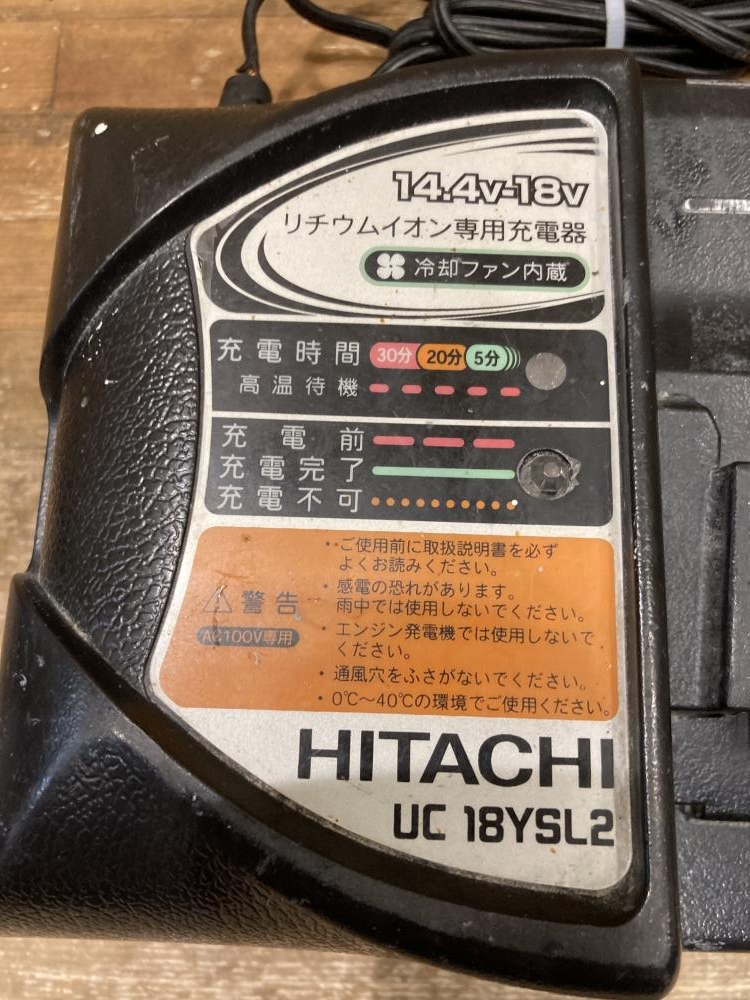 14.4v-18v
リチウムイオン専用充電器
冷却ファン内蔵
充電時間 30分 20分 5分
高温待機
充電前
充電完了
充電不可
警告
AC100V専用
・ご使用前に取扱説明書を必ず
よくお読みください。
・感電の恐れがあります。
雨中では使用しないでください。
・エンジン発電機では使用しないで
ください。
・通風穴をふさがないでください。
・0℃～40℃の環境でご使用ください。
HITACHI
UC 18YSL2